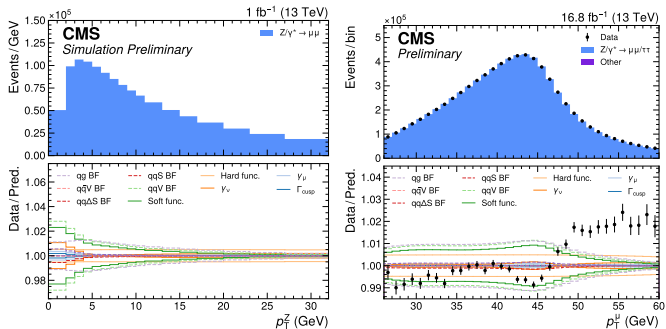 ×10⁵
1 fb⁻¹ (13 TeV)
CMS
Simulation Preliminary
Z/γ* → μμ
Events/GeV
1.50
1.25
1.00
0.75
0.50
0.25
0.00
qg BF
qqS BF
Hard func.
γμ
qq̄V BF
qqV BF
γν
Γcusp
qqΔS BF
Soft func.
Data/Pred.
1.06
1.04
1.02
1.00
0.98
0 5 10 15 20 25 30
p_T^Z (GeV)
×10⁵
16.8 fb⁻¹ (13 TeV)
CMS
Preliminary
Data
Z/γ* → μμ/ττ
Other
Events/bin
5
4
3
2
1
0
qg BF
qqS BF
Hard func.
γμ
qq̄V BF
qqV BF
γν
Γcusp
qqΔS BF
Soft func.
Data/Pred.
1.04
1.03
1.02
1.01
1.00
0.99
30 35 40 45 50 55 60
p_T^μ (GeV)